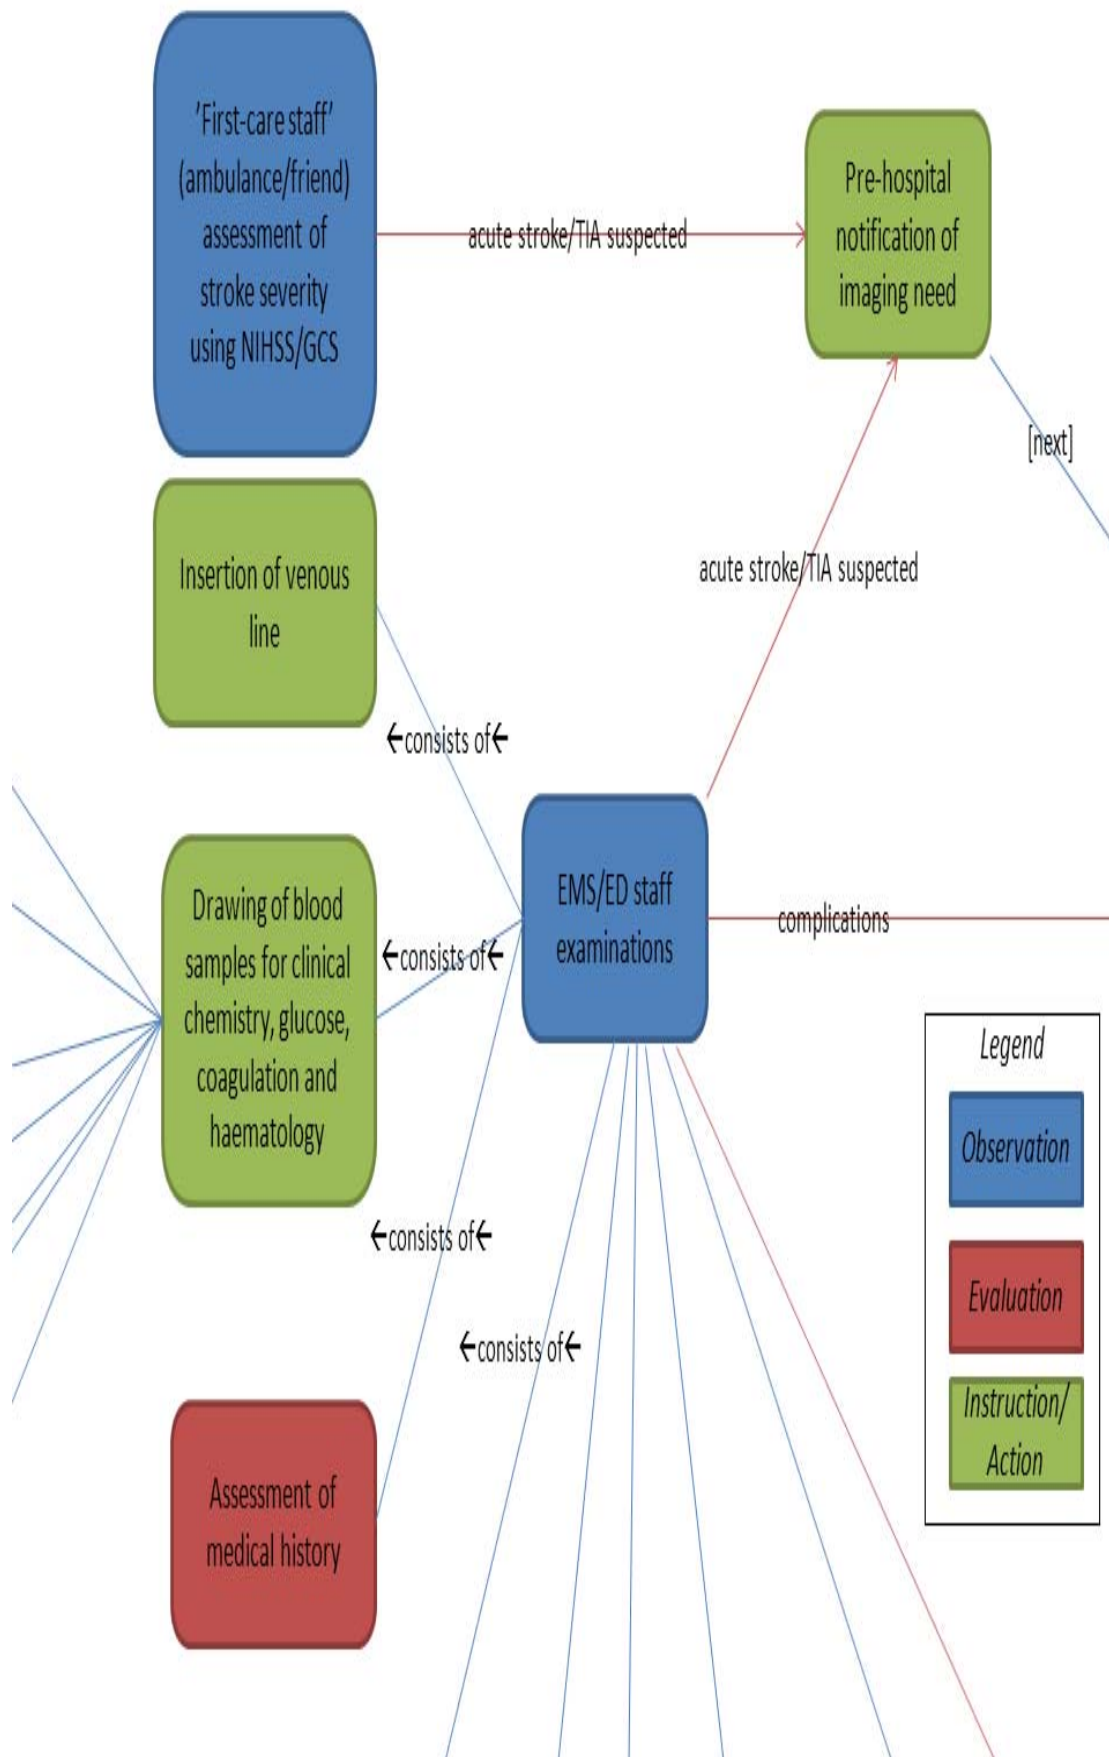 'First-care staff'
(ambulance/friend)
assessment of
stroke severity
using NIHSS/GCS
acute stroke/TIA suspected
Pre-hospital
notification of
imaging need
[next]
Insertion of venous
line
acute stroke/TIA suspected
←consists of←
Drawing of blood
samples for clinical
chemistry, glucose,
coagulation and
haematology
←consists of←
EMS/ED staff
examinations
complications
←consists of←
←consists of←
Assessment of
medical history
Legend
Observation
Evaluation
Instruction/
Action